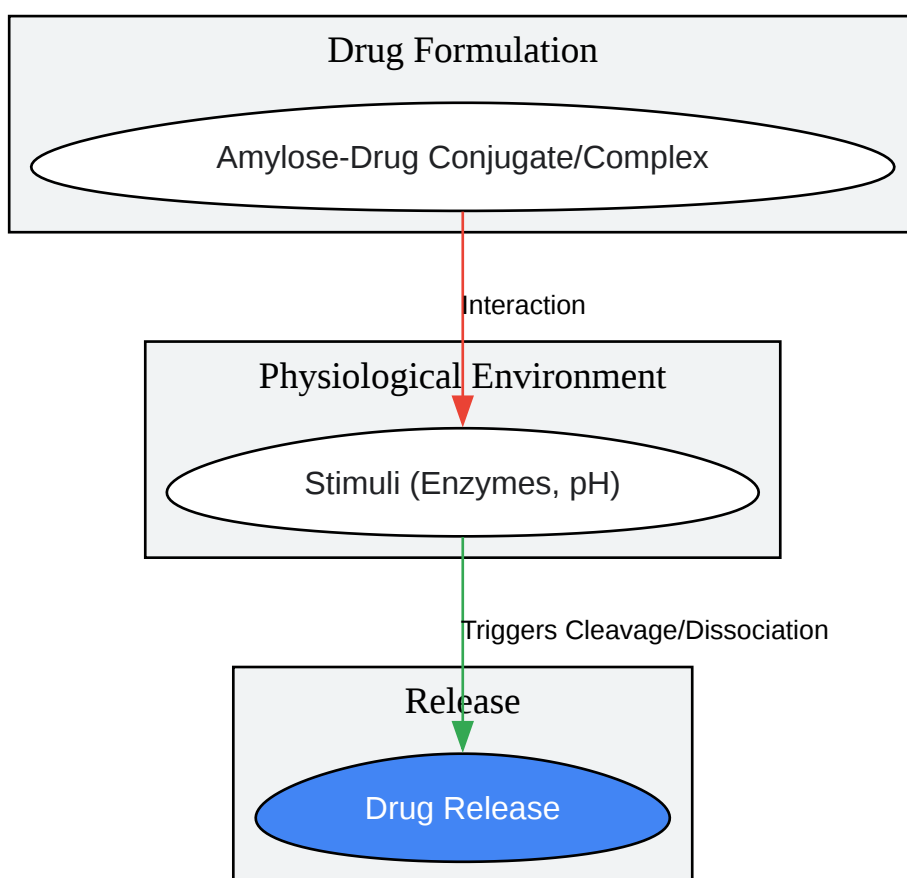 Drug Formulation
Amylose-Drug Conjugate/Complex
Interaction
Physiological Environment
Stimuli (Enzymes, pH)
Triggers Cleavage/Dissociation
Release
Drug Release